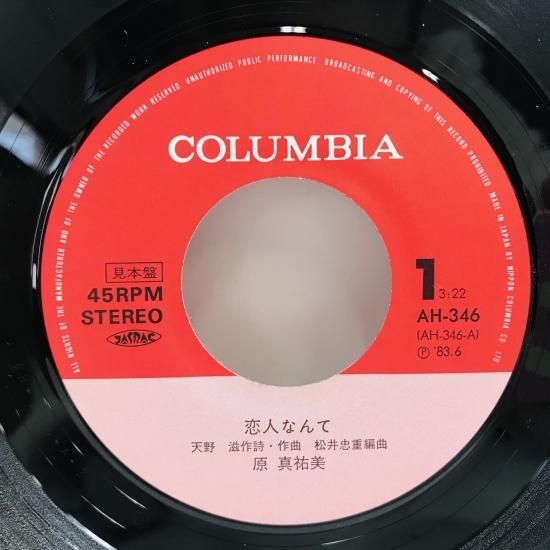 ALL RIGHTS OF THE MANUFACTURER AND OF THE OWNER OF THE RECORDED WORK RESERVED. UNAUTHORIZED PUBLIC PERFORMANCE BROADCASTING AND COPYING OF THIS RECORD PROHIBITED. MADE IN JAPAN BY NIPPON COLUMBIA CO. LTD
COLUMBIA
見本盤
45RPM
STEREO
JASRAC
1 3:22
AH-346
(AH-346-A)
Ⓟ '83.6
恋人なんて
天野 滋作詩・作曲 松井忠重編曲
原 真祐美